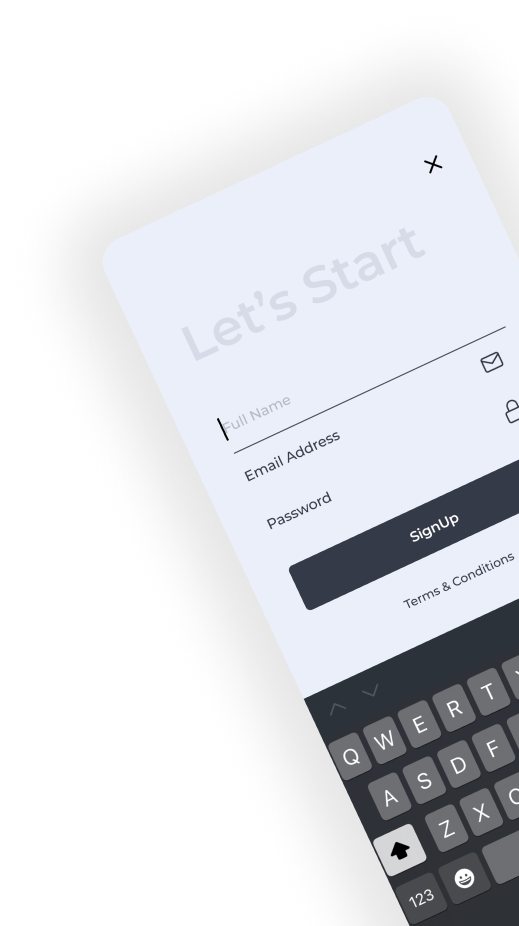 Let's Start
Full Name
Email Address
Password
SignUp
Terms & Conditions
Q W E R T
A S D F
Z X
123